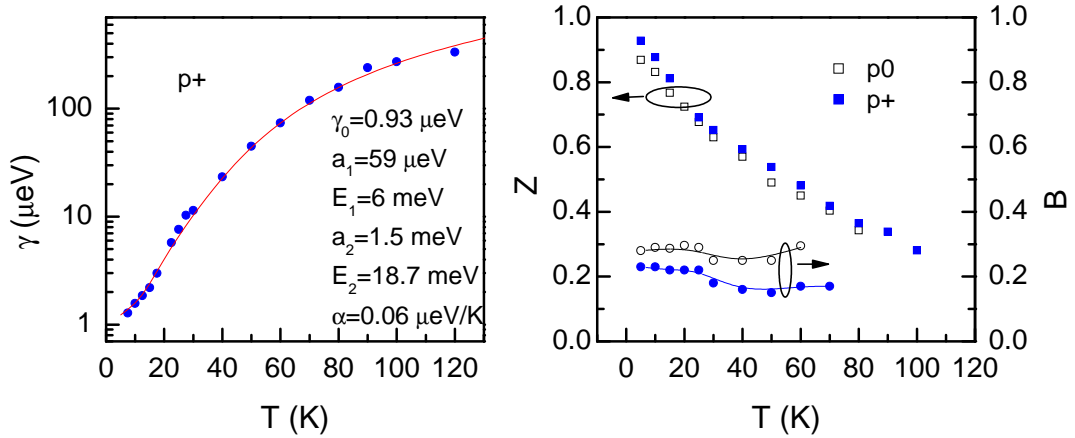 100
10
1
γ (μeV)
p+
γ0=0.93 μeV
a1=59 μeV
E1=6 meV
a2=1.5 meV
E2=18.7 meV
α=0.06 μeV/K
0 20 40 60 80 100 120
T (K)
1.0
0.8
0.6
0.4
0.2
0.0
Z
p0
p+
1.0
0.8
0.6
0.4
0.2
0.0
B
0 20 40 60 80 100 120
T (K)